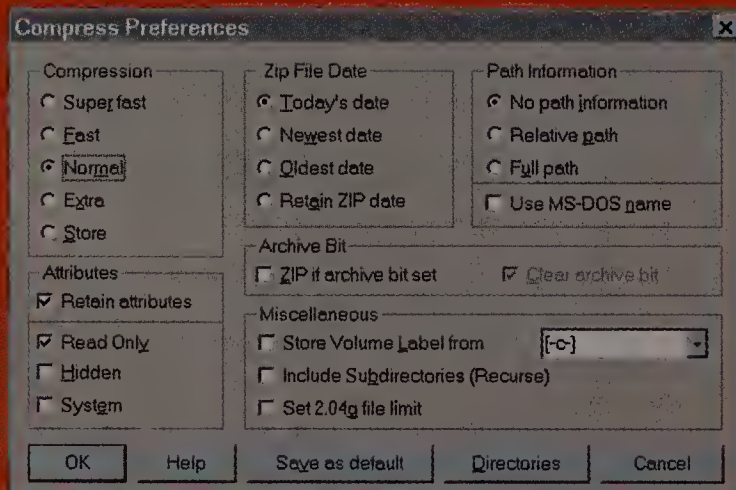 Compress Preferences
Compression
Super fast
Fast
Normal
Extra
Store
Zip File Date
Today's date
Newest date
Oldest date
Retain ZIP date
Path Information
No path information
Relative path
Full path
Use MS-DOS name
Archive Bit
ZIP if archive bit set
Clear archive bit
Attributes
Retain attributes
Read Only
Hidden
System
Miscellaneous
Store Volume Label from
[-c-]
Include Subdirectories (Recurse)
Set 2.04g file limit
OK
Help
Save as default
Directories
Cancel